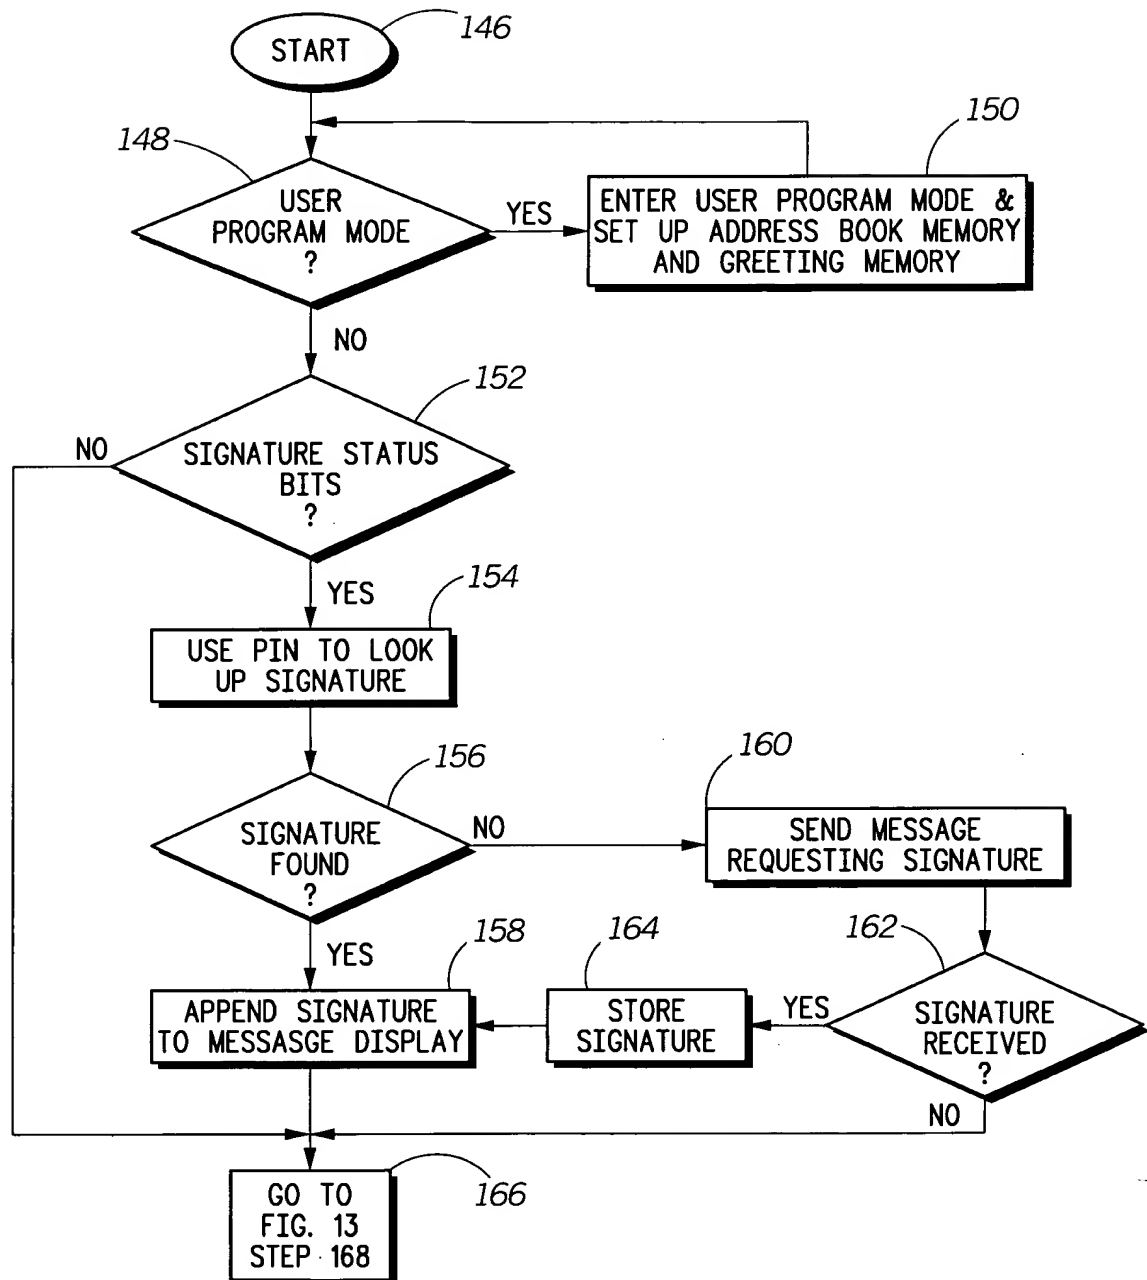 START
146
148
USER
PROGRAM MODE
?
YES
150
ENTER USER PROGRAM MODE &
SET UP ADDRESS BOOK MEMORY
AND GREETING MEMORY
NO
152
NO
SIGNATURE STATUS
BITS
?
YES
154
USE PIN TO LOOK
UP SIGNATURE
156
SIGNATURE
FOUND
?
NO
160
SEND MESSAGE
REQUESTING SIGNATURE
YES
158
APPEND SIGNATURE
TO MESSASGE DISPLAY
164
STORE
SIGNATURE
YES
162
SIGNATURE
RECEIVED
?
NO
166
GO TO
FIG. 13
STEP 168